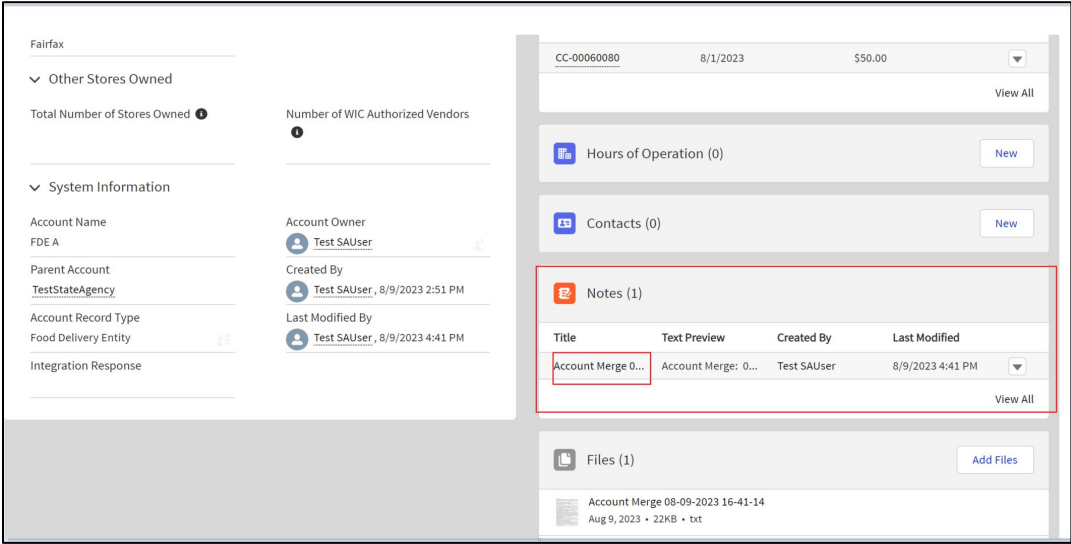 Fairfax
Other Stores Owned
Total Number of Stores Owned
Number of WIC Authorized Vendors
System Information
Account Name
FDE A
Account Owner
Test SAUser
Parent Account
TestStateAgency
Created By
Test SAUser, 8/9/2023 2:51 PM
Account Record Type
Food Delivery Entity
Last Modified By
Test SAUser, 8/9/2023 4:41 PM
Integration Response
CC-00060080 8/1/2023 $50.00
View All
Hours of Operation (0) New
Contacts (0) New
Notes (1)
Title Text Preview Created By Last Modified
Account Merge 0... Account Merge: 0... Test SAUser 8/9/2023 4:41 PM
View All
Files (1) Add Files
Account Merge 08-09-2023 16-41-14
Aug 9, 2023 • 22KB • txt